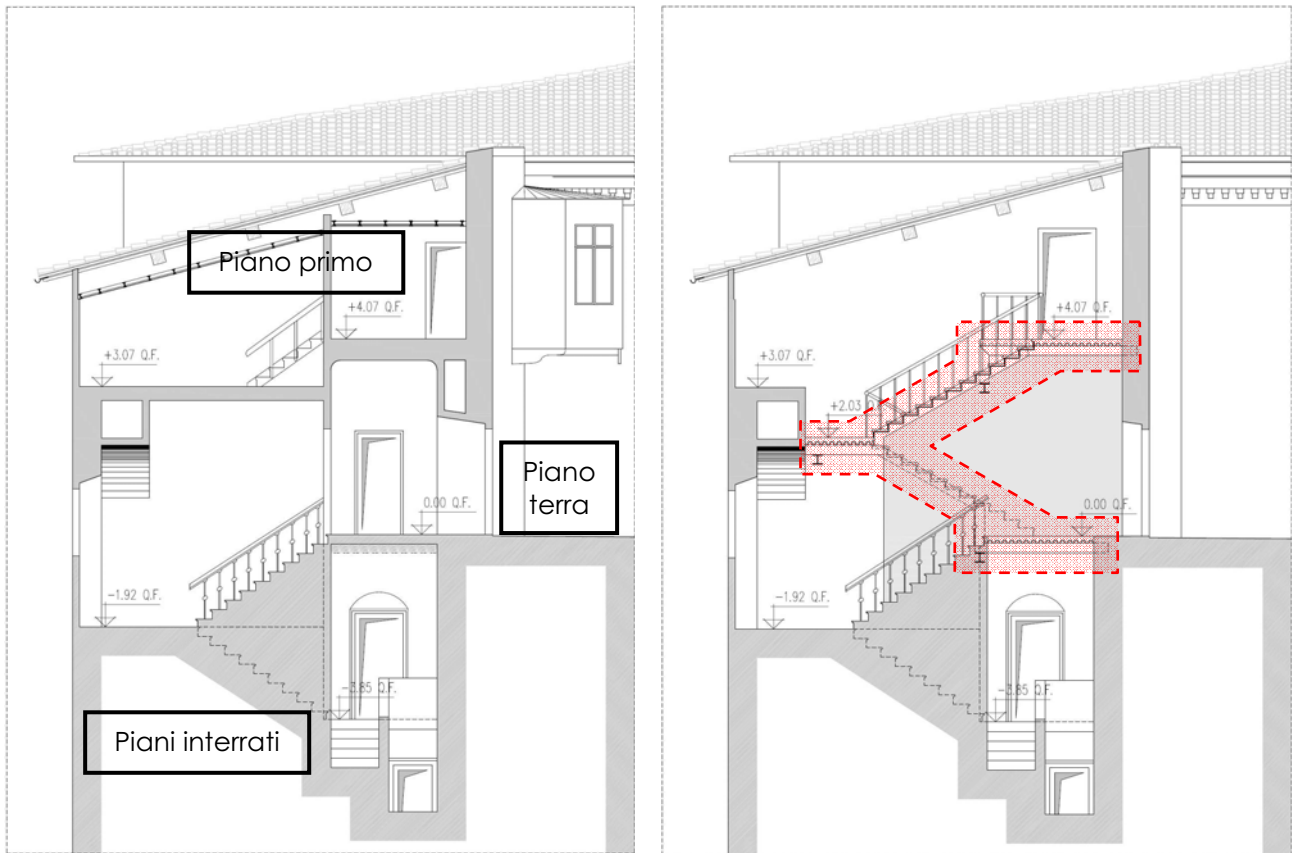 Piano primo
+4.07 Q.F.
+3.07 Q.F.
Piano
terra
0.00 Q.F.
-1.92 Q.F.
-3.85 Q.F.
Piani interrati
+4.07 Q.F.
+3.07 Q.F.
+2.03
0.00 Q.F.
-1.92 Q.F.
-3.85 Q.F.